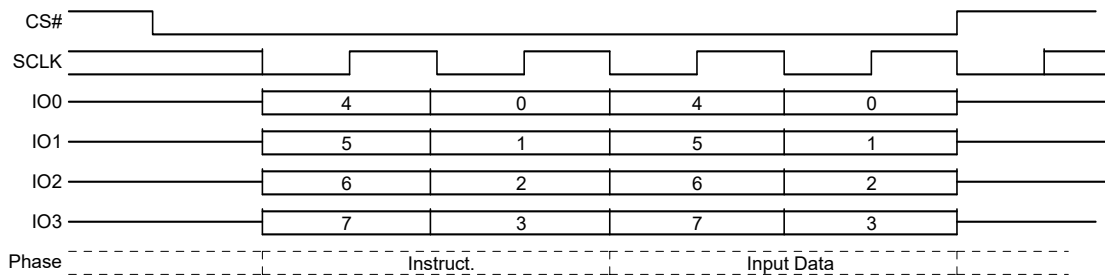 CS#
SCLK
IO0 4 0 4 0
IO1 5 1 5 1
IO2 6 2 6 2
IO3 7 3 7 3
Phase Instruct. Input Data